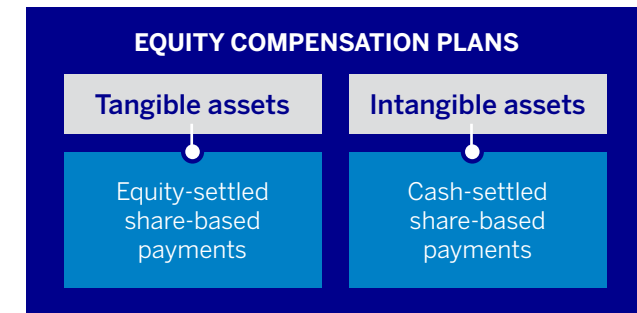 EQUITY COMPENSATION PLANS
Tangible assets
Intangible assets
Equity-settled
share-based
payments
Cash-settled
share-based
payments